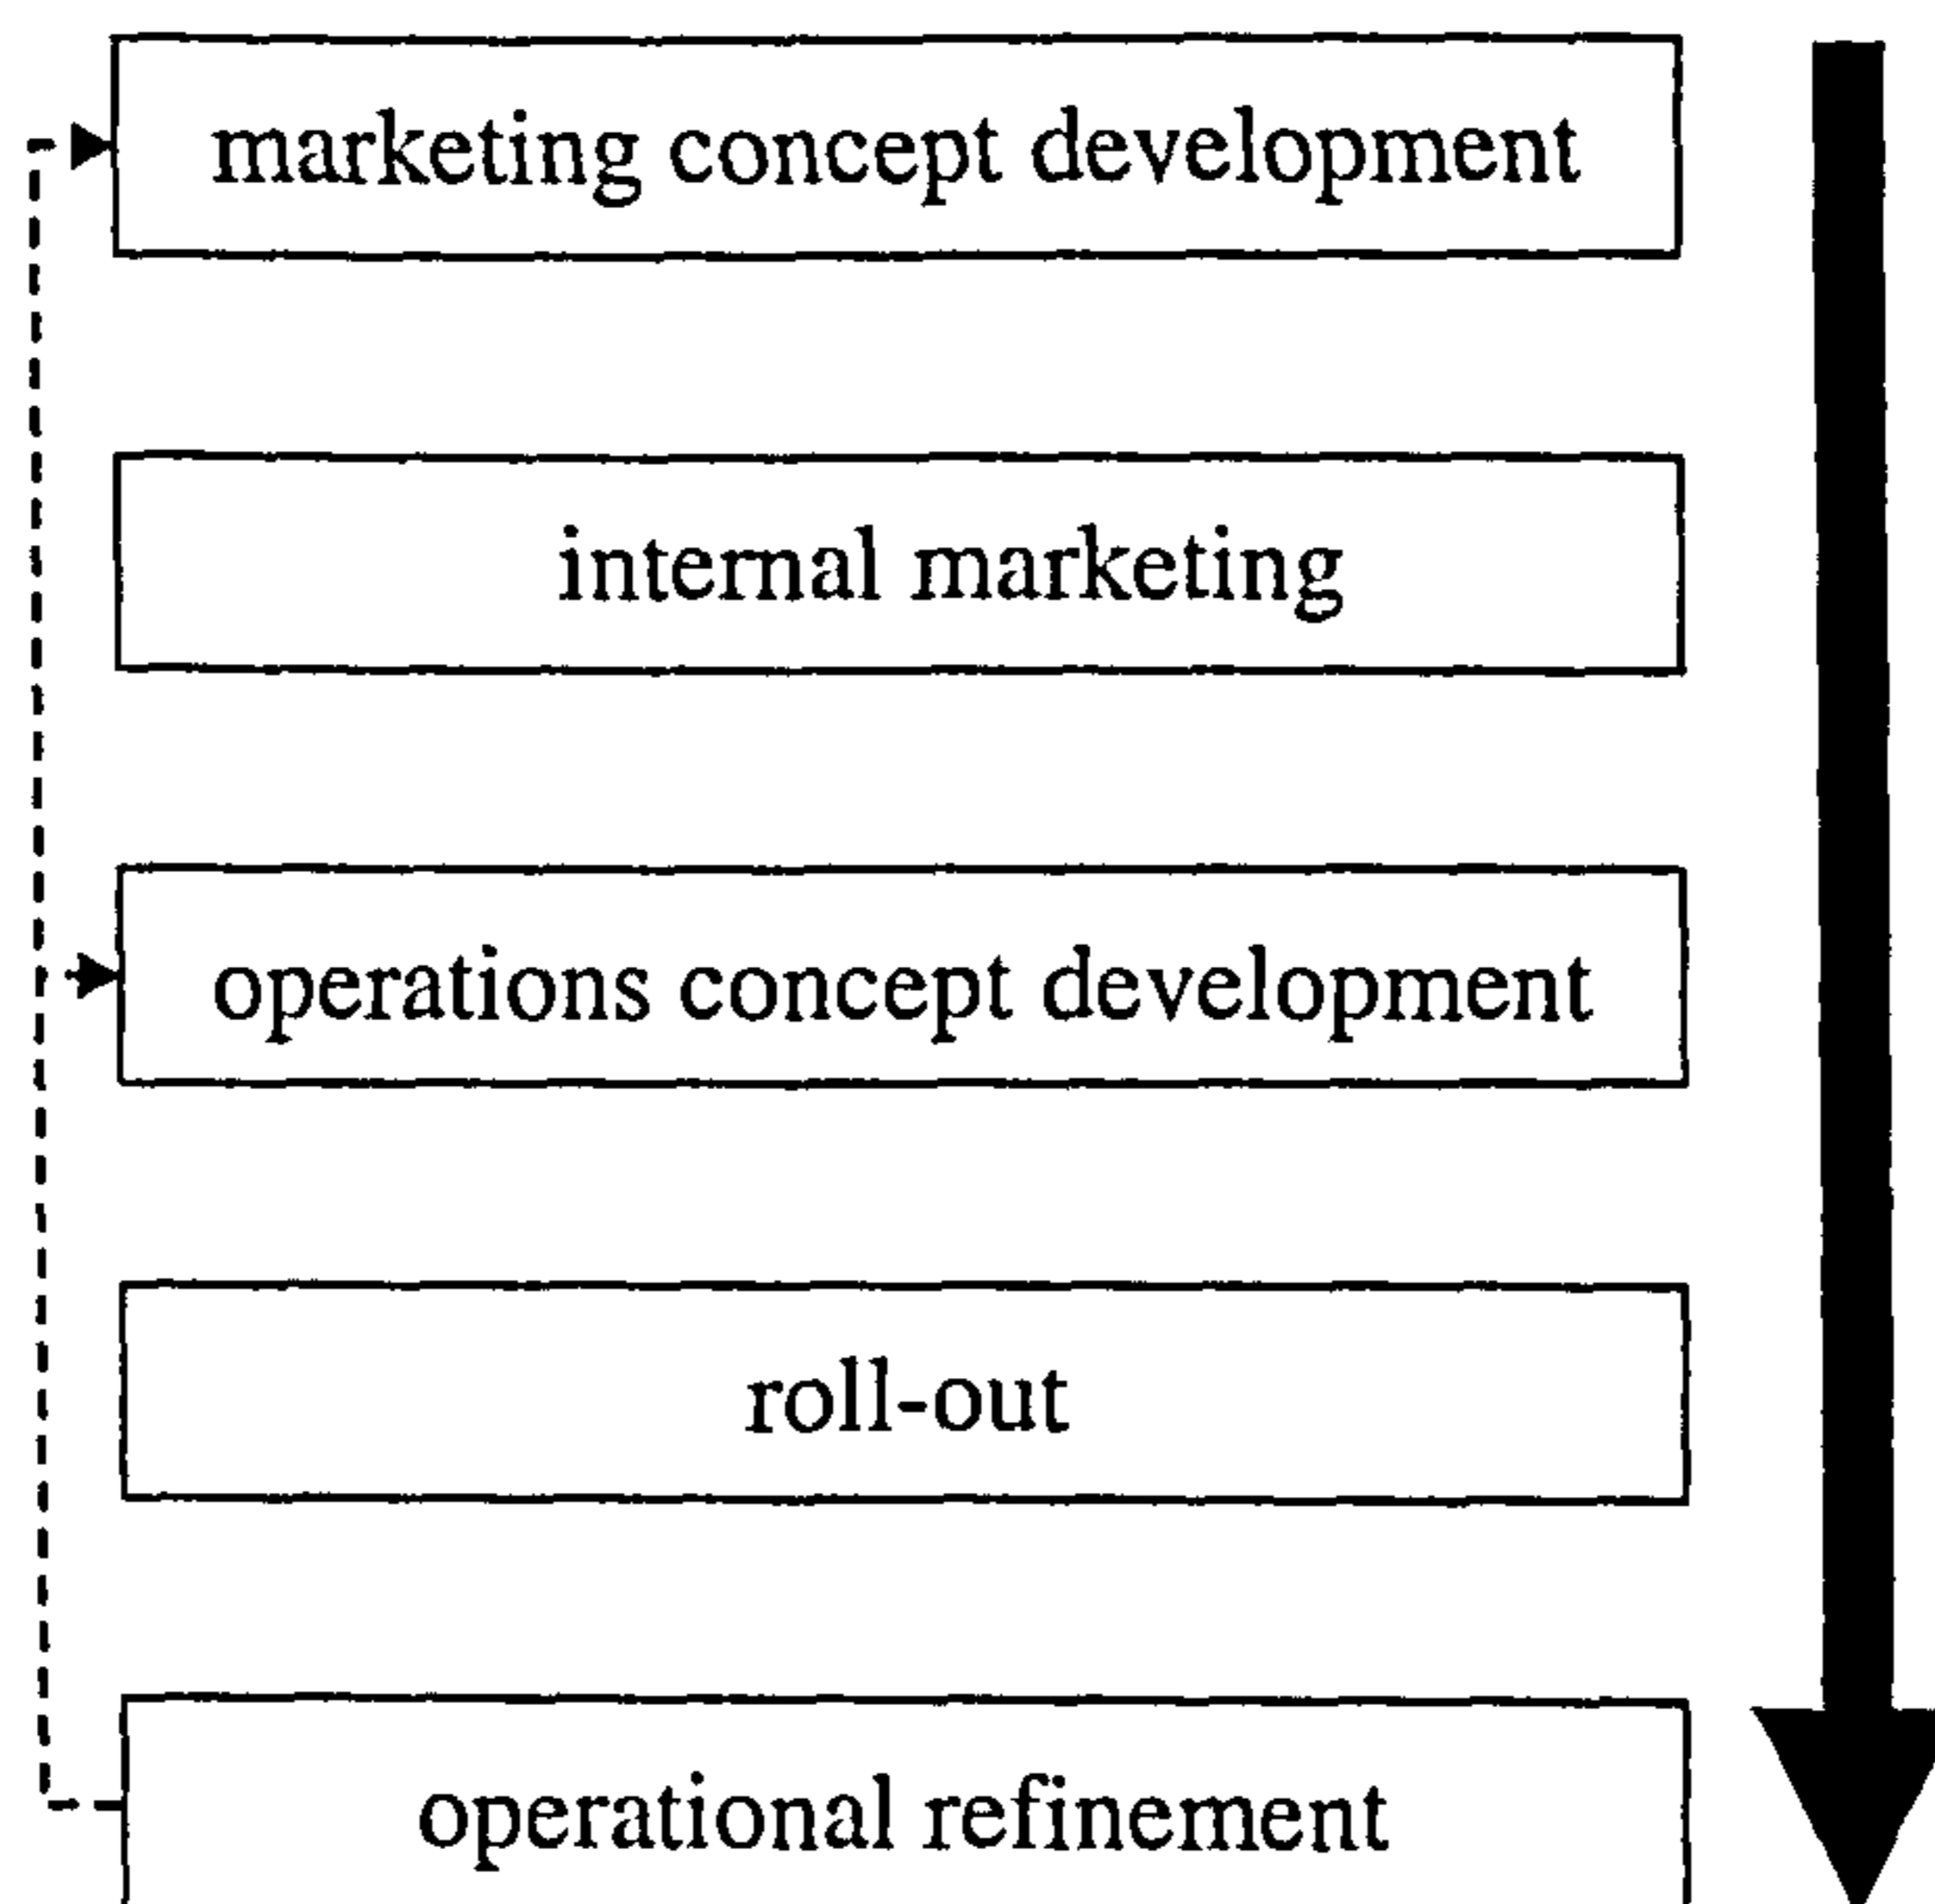 marketing concept development
internal marketing
operations concept development
roll-out
operational refinement